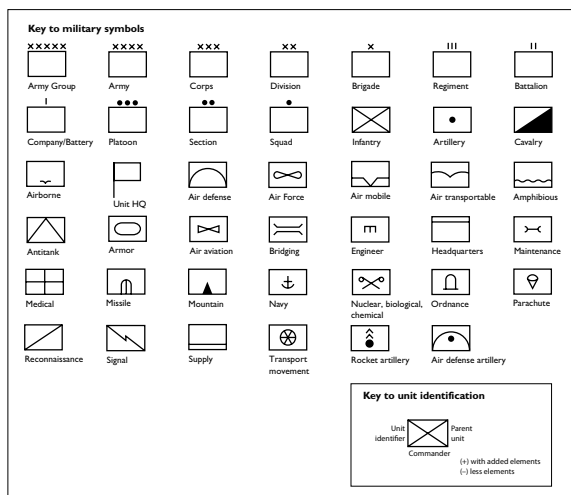 Key to military symbols
XXXXX XXXX XXX XX X III II
Army Group Army Corps Division Brigade Regiment Battalion
I
Company/Battery Platoon Section Squad Infantry Artillery Cavalry
Airborne Unit HQ Air defense Air Force Air mobile Air transportable Amphibious
Antitank Armor Air aviation Bridging Engineer Headquarters Maintenance
Medical Missile Mountain Navy Nuclear, biological, Ordnance Parachute
chemical
Reconnaissance Signal Supply Transport Rocket artillery Air defense artillery
movement
Key to unit identification
Unit Parent
identifier unit
Commander
(+) with added elements
(–) less elements